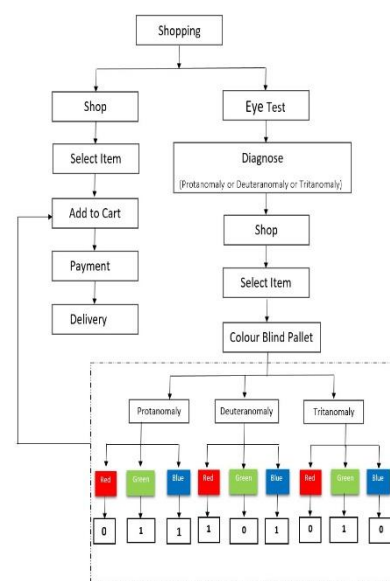 Shopping
Shop
Eye Test
Select Item
Diagnose
(Protanomaly or Deuteranomaly or Tritanomaly)
Add to Cart
Shop
Payment
Select Item
Delivery
Colour Blind Pallet
Protanomaly Deuteranomaly Tritanomaly
Red Green Blue Red Green Blue Red Green Blue
0 1 1 1 0 1 0 1 0